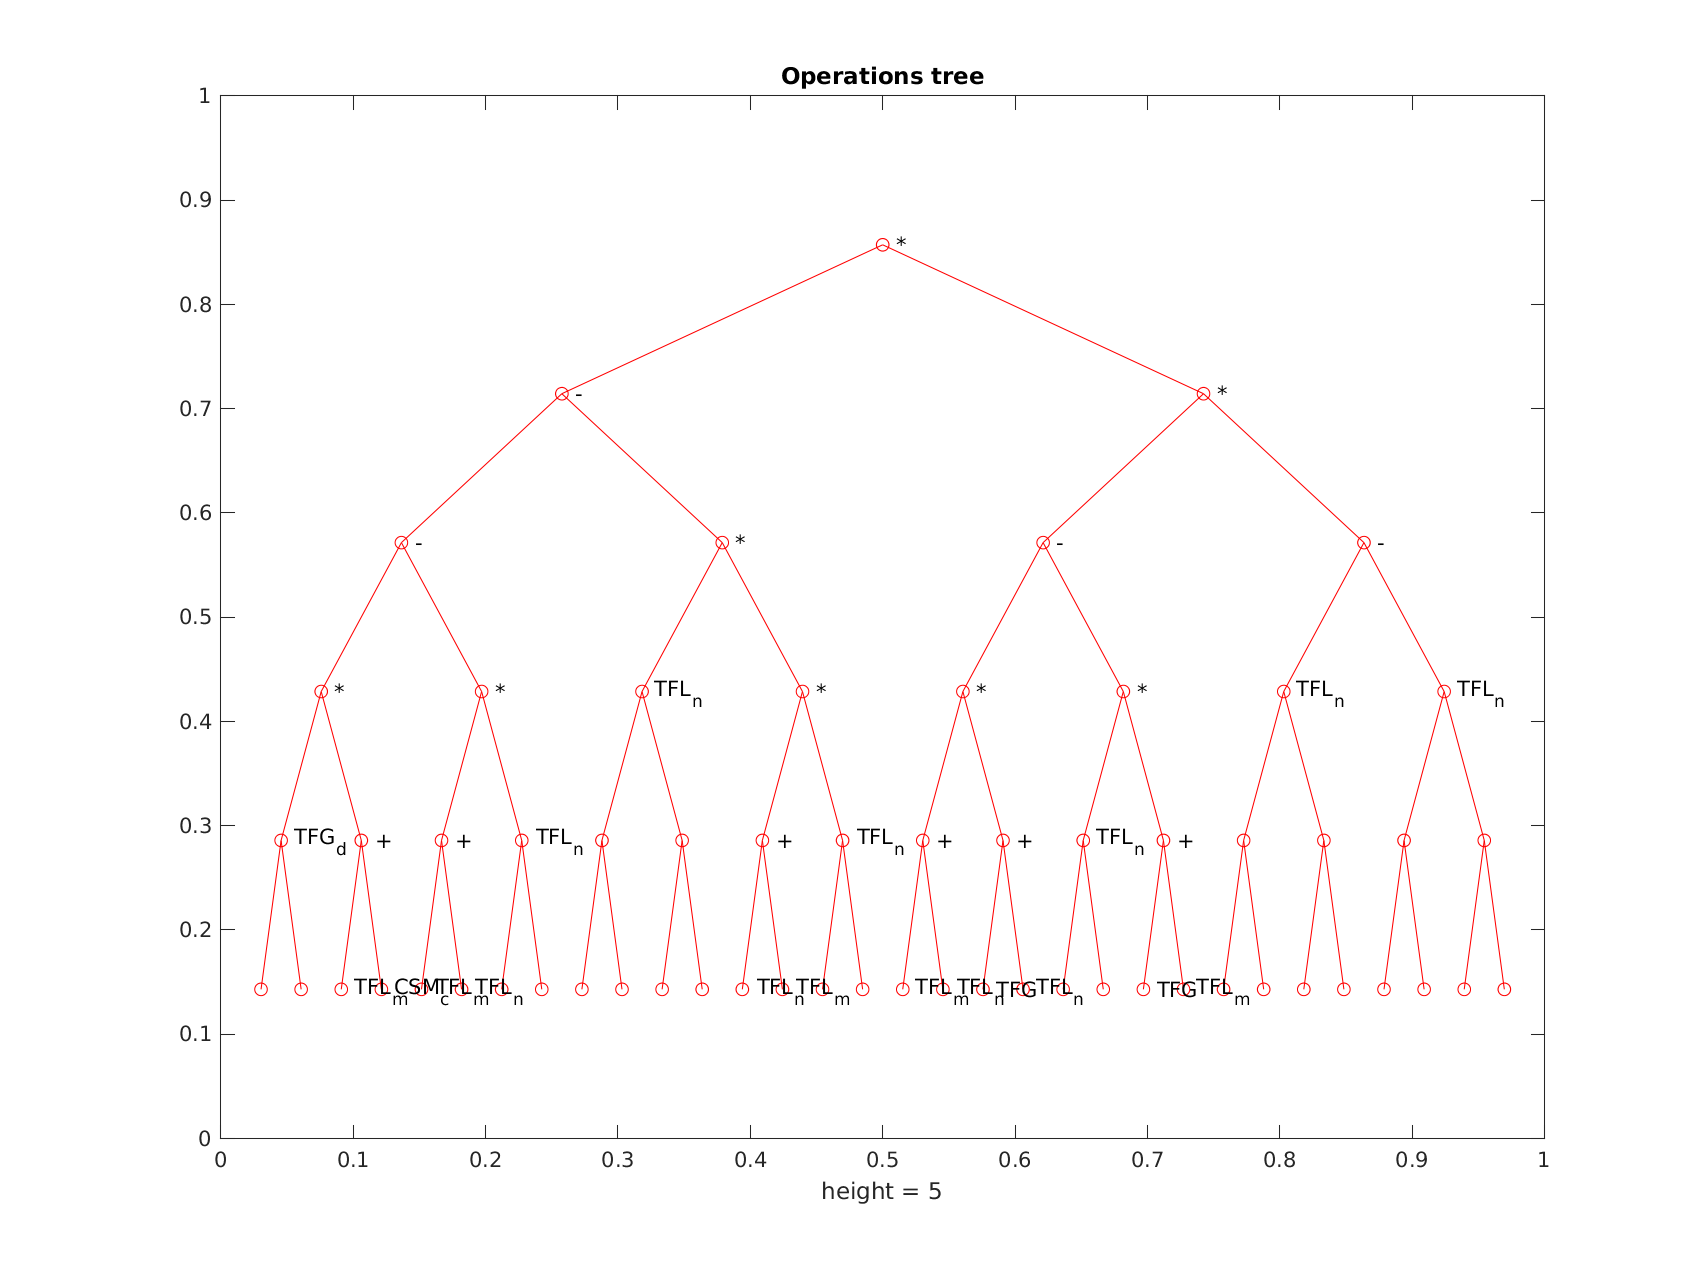 Operations tree
1
0.9
*
0.8
- *
0.7
0.6
- * - -
0.5
* * TFL_n * * * TFL_n TFL_n
0.4
0.3
TFG_d + + TFL_n + TFL_n + + TFL_n +
0.2
TFL_m CSM_c TFL_m TFL_n TFL_n TFL_m TFL_m TFL_n TFG TFL_n TFG TFL_m
0.1
0
0 0.1 0.2 0.3 0.4 0.5 0.6 0.7 0.8 0.9 1
height = 5